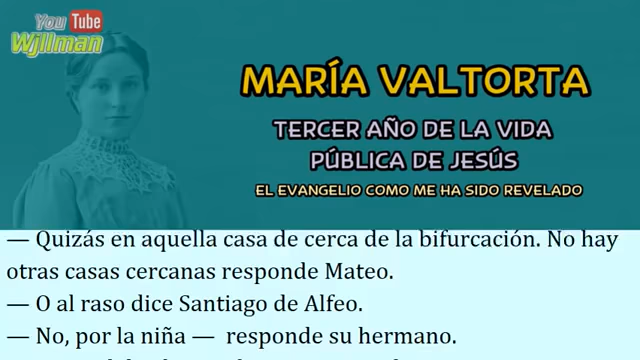 You Tube
Wjllman
MARÍA VALTORTA
TERCER AÑO DE LA VIDA
PÚBLICA DE JESÚS
EL EVANGELIO COMO ME HA SIDO REVELADO
— Quizás en aquella casa de cerca de la bifurcación. No hay
otras casas cercanas responde Mateo.
— O al raso dice Santiago de Alfeo.
— No, por la niña — responde su hermano.